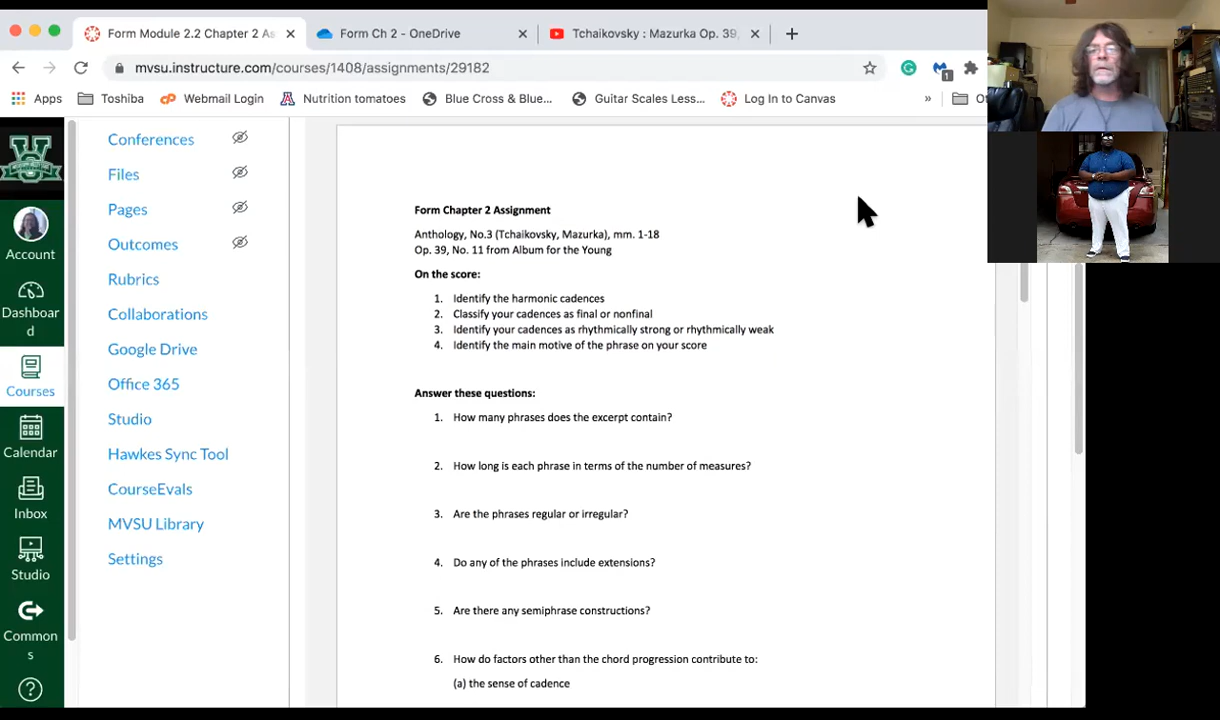 Form Module 2.2 Chapter 2 As
Form Ch 2 - OneDrive
Tchaikovsky : Mazurka Op. 39,
mvsu.instructure.com/courses/1408/assignments/29182
1
Apps
Toshiba
Webmail Login
Nutrition tomatoes
Blue Cross & Blue...
Guitar Scales Less...
Log In to Canvas
»
Account
Dashboar
d
Courses
Calendar
Inbox
Studio
Common
s
Conferences
Files
Pages
Outcomes
Rubrics
Collaborations
Google Drive
Office 365
Studio
Hawkes Sync Tool
CourseEvals
MVSU Library
Settings
Form Chapter 2 Assignment
Anthology, No.3 (Tchaikovsky, Mazurka), mm. 1-18
Op. 39, No. 11 from Album for the Young
On the score:
1. Identify the harmonic cadences
2. Classify your cadences as final or nonfinal
3. Identify your cadences as rhythmically strong or rhythmically weak
4. Identify the main motive of the phrase on your score
Answer these questions:
1. How many phrases does the excerpt contain?
2. How long is each phrase in terms of the number of measures?
3. Are the phrases regular or irregular?
4. Do any of the phrases include extensions?
5. Are there any semiphrase constructions?
6. How do factors other than the chord progression contribute to:
(a) the sense of cadence